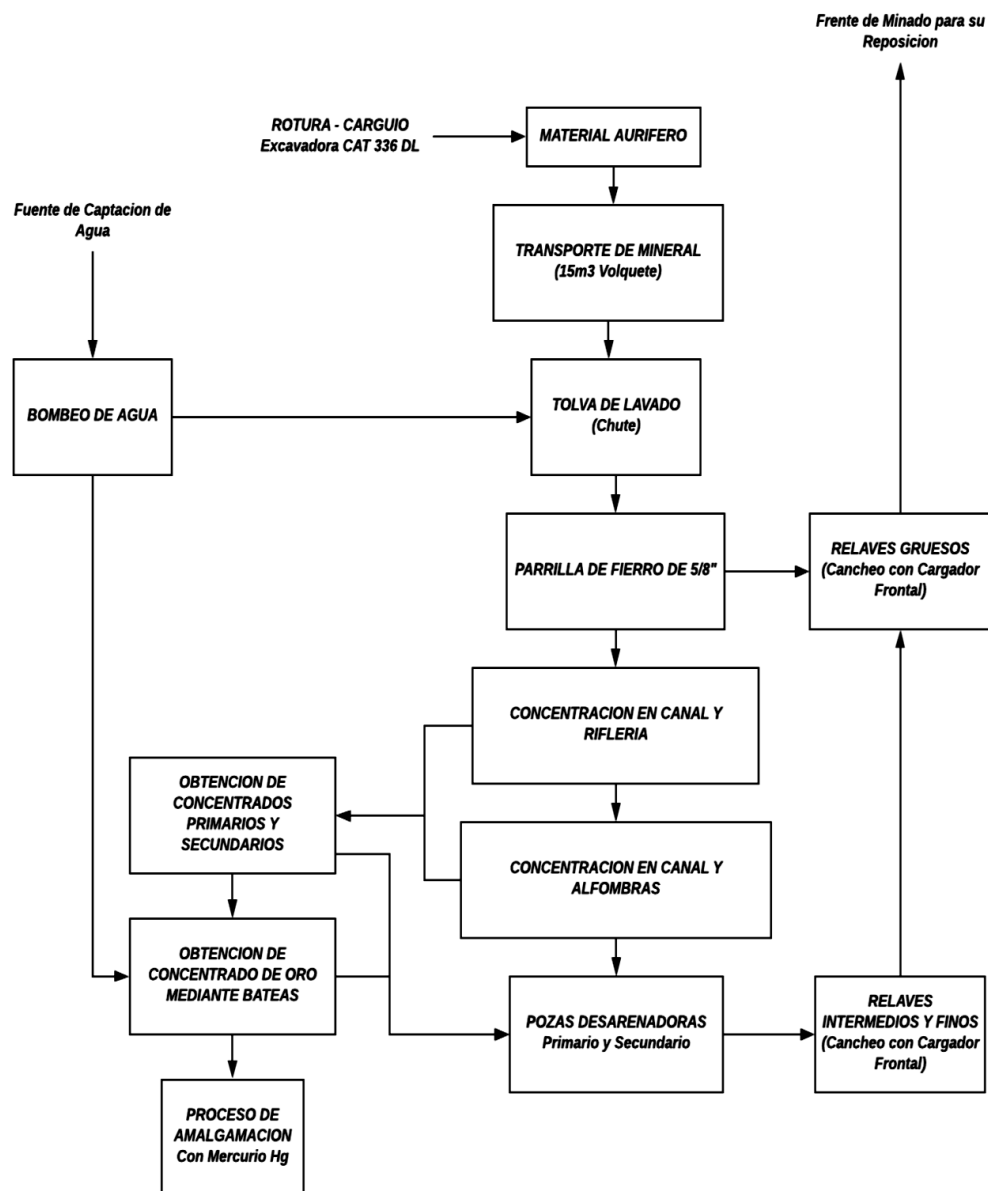 Frente de Minado para su
Reposicion
ROTURA - CARGUIO
Excavadora CAT 336 DL
MATERIAL AURIFERO
Fuente de Captacion de
Agua
TRANSPORTE DE MINERAL
(15m3 Volquete)
BOMBEO DE AGUA
TOLVA DE LAVADO
(Chute)
PARRILLA DE FIERRO DE 5/8"
RELAVES GRUESOS
(Cancheo con Cargador
Frontal)
CONCENTRACION EN CANAL Y
RIFLERIA
OBTENCION DE
CONCENTRADOS
PRIMARIOS Y
SECUNDARIOS
CONCENTRACION EN CANAL Y
ALFOMBRAS
OBTENCION DE
CONCENTRADO DE ORO
MEDIANTE BATEAS
POZAS DESARENADORAS
Primario y Secundario
RELAVES
INTERMEDIOS Y FINOS
(Cancheo con Cargador
Frontal)
PROCESO DE
AMALGAMACION
Con Mercurio Hg